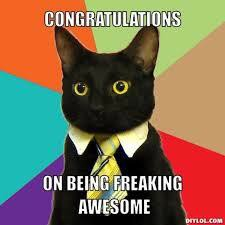 CONGRATULATIONS
ON BEING FREAKING
AWESOME
DIYLOL.COM